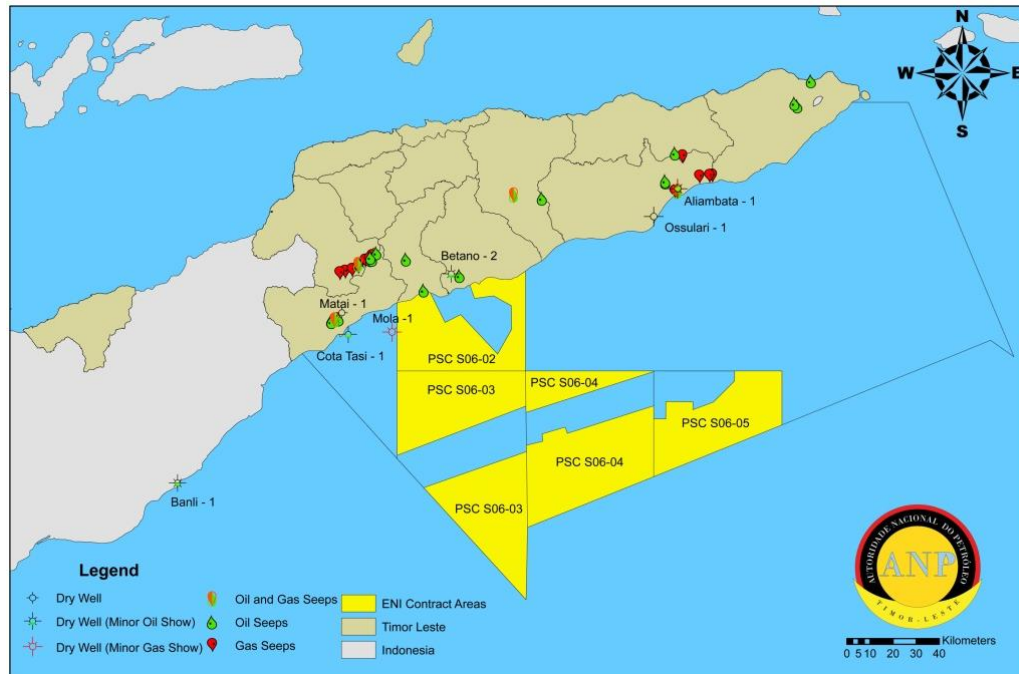 N
W
E
S
Aliambata - 1
Ossulari - 1
Betano - 2
Matai - 1
Mola -1
Cota Tasi - 1
PSC S06-02
PSC S06-03
PSC S06-04
PSC S06-04
PSC S06-05
PSC S06-03
Banli - 1
Legend
Dry Well
Dry Well (Minor Oil Show)
Dry Well (Minor Gas Show)
Oil and Gas Seeps
Oil Seeps
Gas Seeps
ENI Contract Areas
Timor Leste
Indonesia
AUTORIDADE NACIONAL DO PETRÓLEO
ANP
TIMOR-LESTE
Kilometers
0 5 10 20 30 40